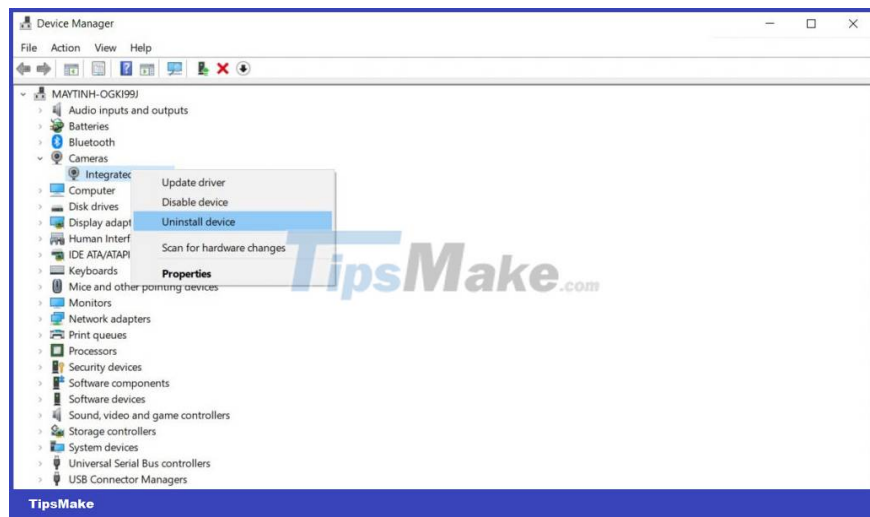 Device Manager
File Action View Help
MAYTINH-OGKI99J
Audio inputs and outputs
Batteries
Bluetooth
Cameras
Integrated
Update driver
Disable device
Uninstall device
Scan for hardware changes
Properties
Computer
Disk drives
Display adapt
Human Interf
IDE ATA/ATAPI
Keyboards
Mice and other pointing devices
Monitors
Network adapters
Print queues
Processors
Security devices
Software components
Software devices
Sound, video and game controllers
Storage controllers
System devices
Universal Serial Bus controllers
USB Connector Managers
TipsMake.com
TipsMake